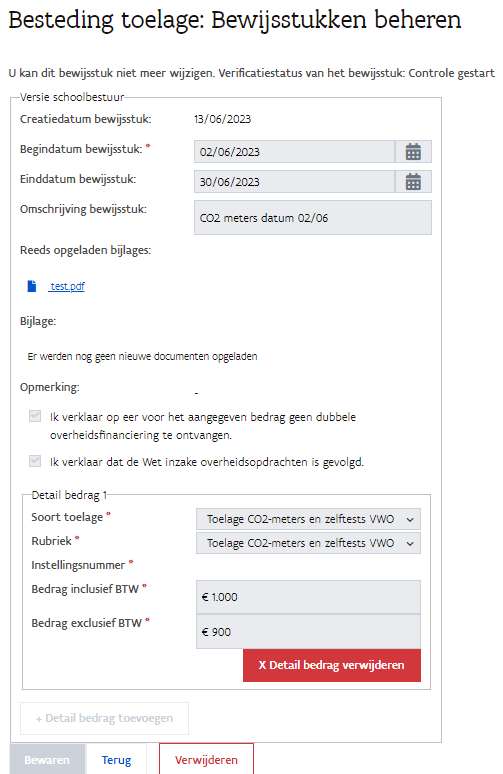 Besteding toelage: Bewijsstukken beheren
U kan dit bewijsstuk niet meer wijzigen. Verificatiestatus van het bewijsstuk: Controle gestart
Versie schoolbestuur
Creatiedatum bewijsstuk: 13/06/2023
Begindatum bewijsstuk: * 02/06/2023
Einddatum bewijsstuk: 30/06/2023
Omschrijving bewijsstuk: CO2 meters datum 02/06
Reeds opgeladen bijlages:
test.pdf
Bijlage:
Er werden nog geen nieuwe documenten opgeladen
Opmerking: -
Ik verklaar op eer voor het aangegeven bedrag geen dubbele
overheidsfinanciering te ontvangen.
Ik verklaar dat de Wet inzake overheidsopdrachten is gevolgd.
Detail bedrag 1
Soort toelage * Toelage CO2-meters en zelftests VWO
Rubriek * Toelage CO2-meters en zelftests VWO
Instellingsnummer *
Bedrag inclusief BTW * € 1.000
Bedrag exclusief BTW * € 900
X Detail bedrag verwijderen
+ Detail bedrag toevoegen
Bewaren Terug Verwijderen